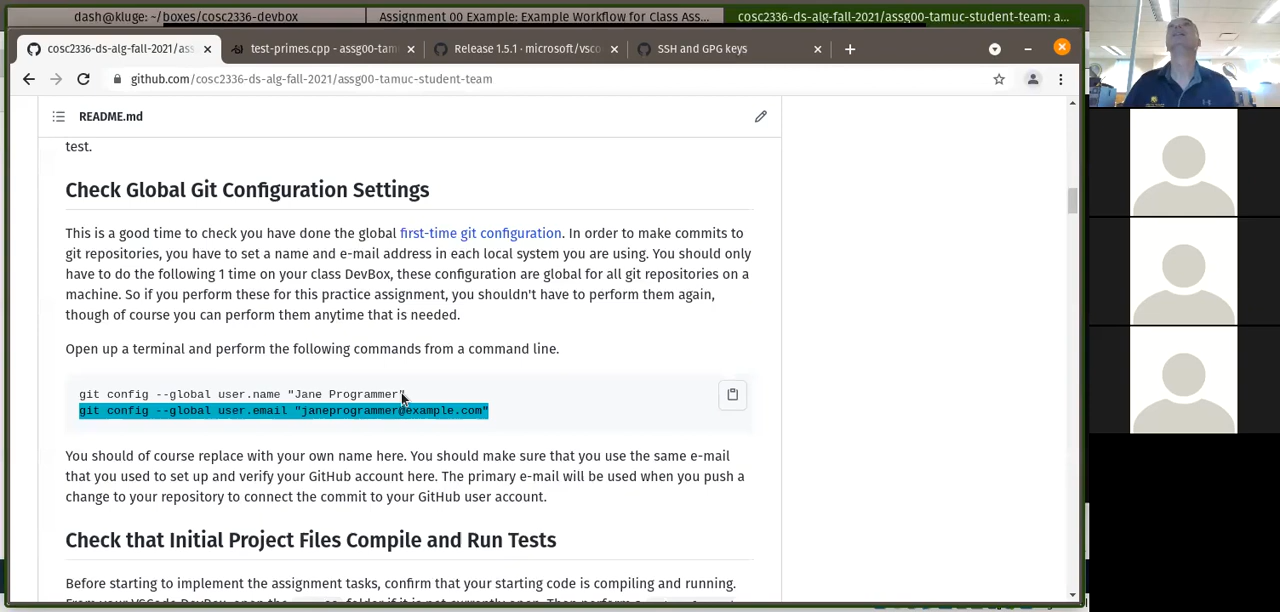 dash@kluge: ~/boxes/cosc2336-devbox
Assignment 00 Example: Example Workflow for Class Ass...
cosc2336-ds-alg-fall-2021/assg00-tamuc-student-team: a...
cosc2336-ds-alg-fall-2021/ass
test-primes.cpp - assg00-tam
Release 1.5.1 · microsoft/vsco
SSH and GPG keys
github.com/cosc2336-ds-alg-fall-2021/assg00-tamuc-student-team
README.md
test.
Check Global Git Configuration Settings
This is a good time to check you have done the global first-time git configuration. In order to make commits to
git repositories, you have to set a name and e-mail address in each local system you are using. You should only
have to do the following 1 time on your class DevBox, these configuration are global for all git repositories on a
machine. So if you perform these for this practice assignment, you shouldn't have to perform them again,
though of course you can perform them anytime that is needed.
Open up a terminal and perform the following commands from a command line.
git config --global user.name "Jane Programmer"
git config --global user.email "janeprogrammer@example.com"
You should of course replace with your own name here. You should make sure that you use the same e-mail
that you used to set up and verify your GitHub account here. The primary e-mail will be used when you push a
change to your repository to connect the commit to your GitHub user account.
Check that Initial Project Files Compile and Run Tests
Before starting to implement the assignment tasks, confirm that your starting code is compiling and running.